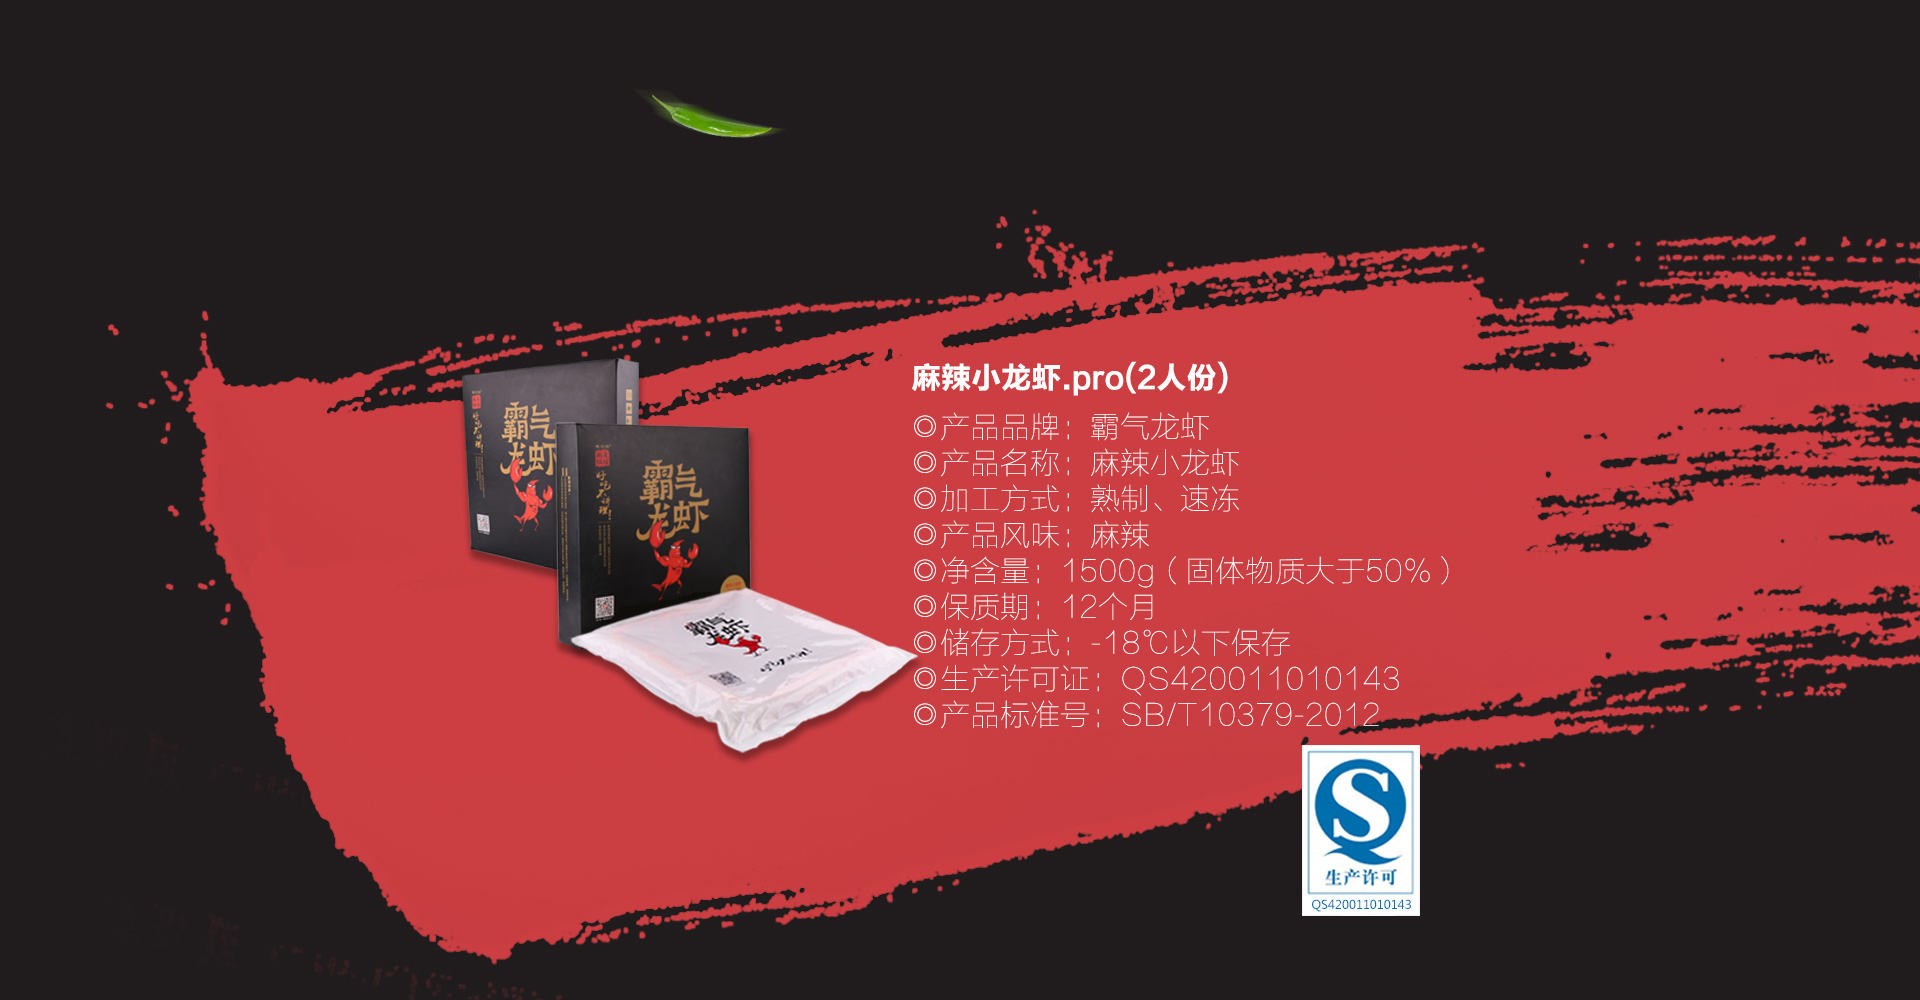 麻辣小龙虾.pro(2人份)
◎产品品牌：霸气龙虾
◎产品名称：麻辣小龙虾
◎加工方式：熟制、速冻
◎产品风味：麻辣
◎净含量：1500g（固体物质大于50%）
◎保质期：12个月
◎储存方式：-18℃以下保存
◎生产许可证：QS420011010143
◎产品标准号：SB/T10379-2012
霸气
龙虾
霸气
龙虾
霸气
龙虾
生产许可
QS420011010143